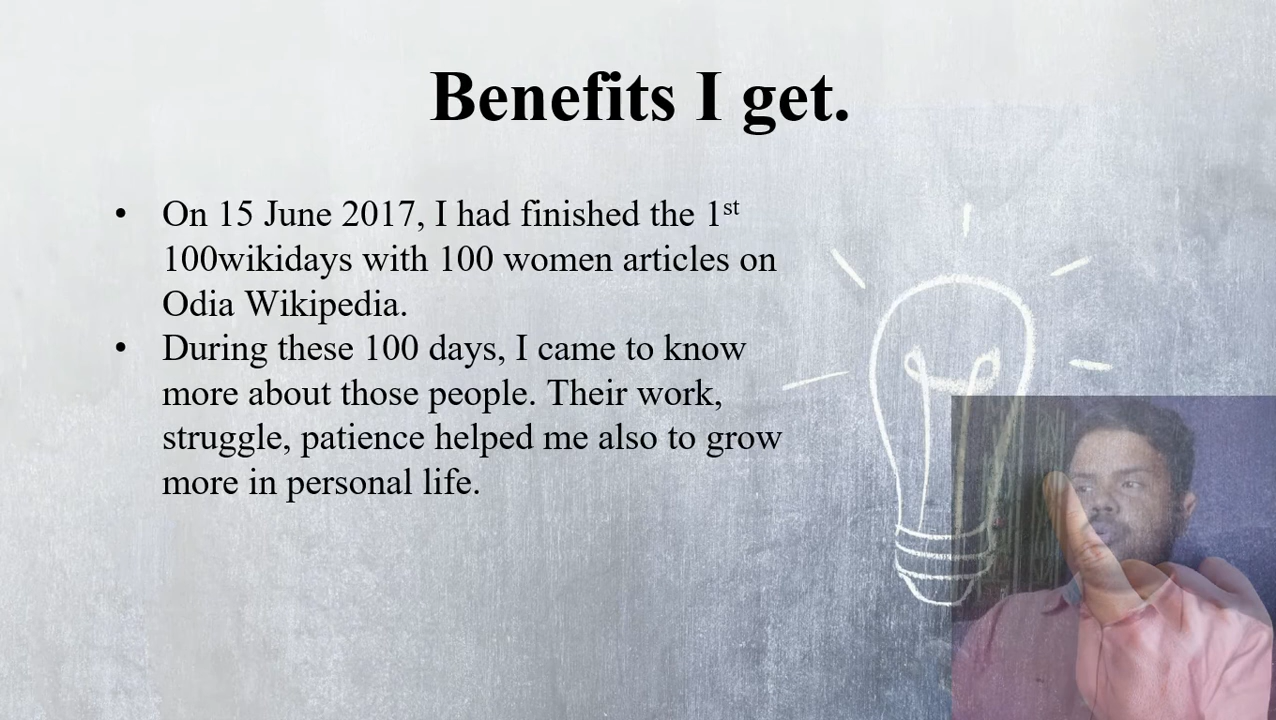 Benefits I get.
• On 15 June 2017, I had finished the 1st
100wikidays with 100 women articles on
Odia Wikipedia.
• During these 100 days, I came to know
more about those people. Their work,
struggle, patience helped me also to grow
more in personal life.